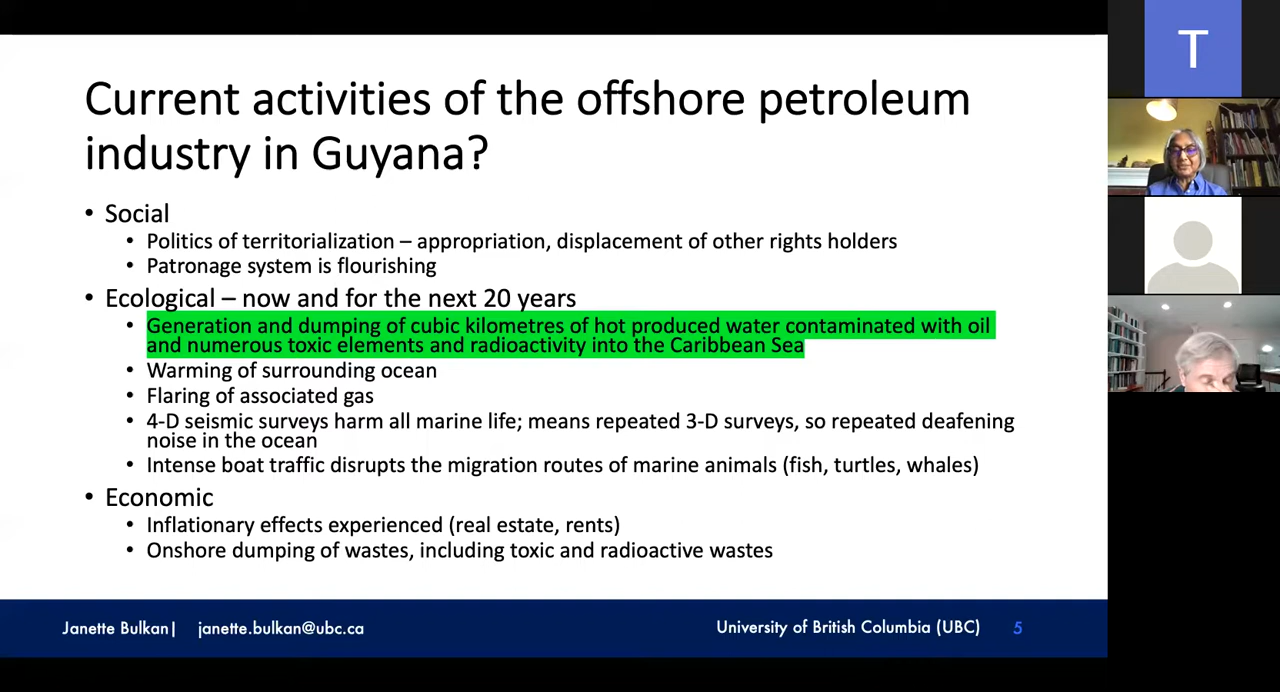 Current activities of the offshore petroleum
industry in Guyana?
• Social
• Politics of territorialization – appropriation, displacement of other rights holders
• Patronage system is flourishing
• Ecological – now and for the next 20 years
• Generation and dumping of cubic kilometres of hot produced water contaminated with oil
and numerous toxic elements and radioactivity into the Caribbean Sea
• Warming of surrounding ocean
• Flaring of associated gas
• 4-D seismic surveys harm all marine life; means repeated 3-D surveys, so repeated deafening
noise in the ocean
• Intense boat traffic disrupts the migration routes of marine animals (fish, turtles, whales)
• Economic
• Inflationary effects experienced (real estate, rents)
• Onshore dumping of wastes, including toxic and radioactive wastes
Janette Bulkan| janette.bulkan@ubc.ca University of British Columbia (UBC) 5
T